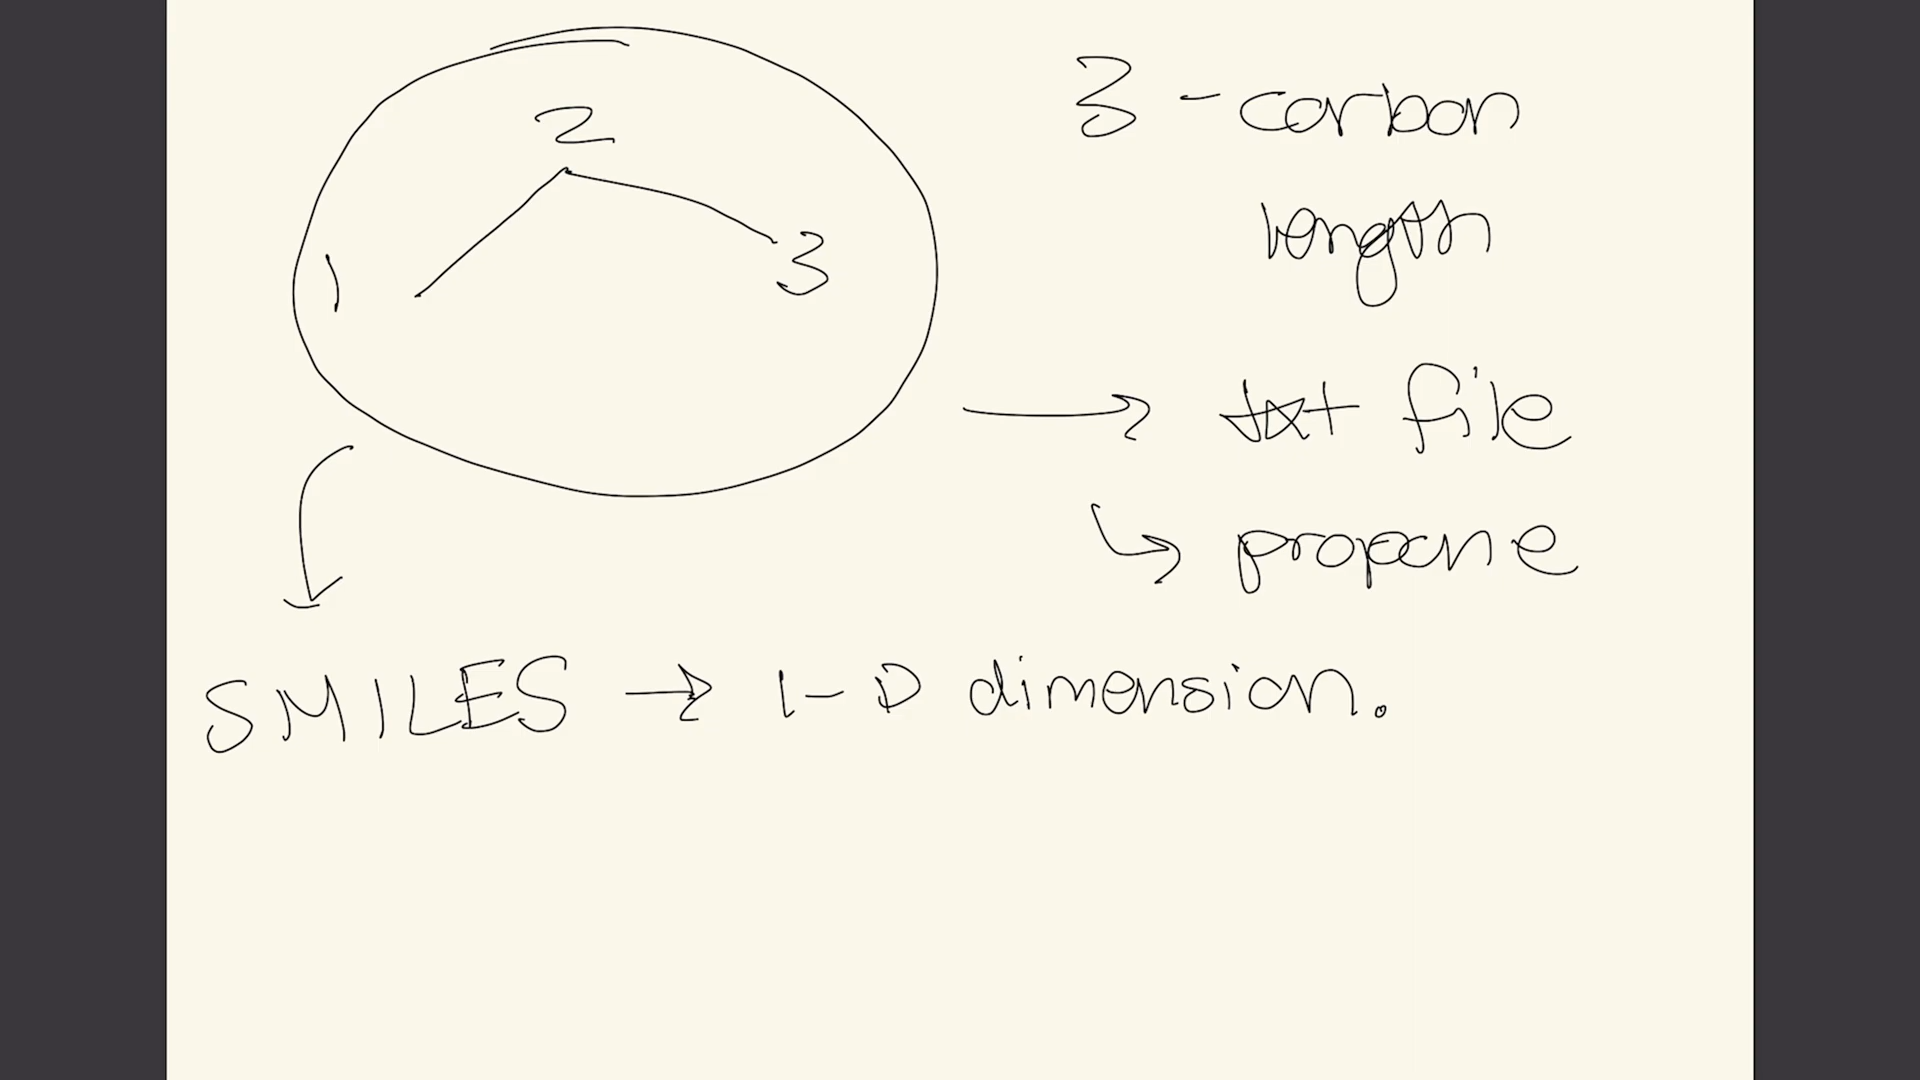 2
1
3
3-carbon
length
txt file
propane
SMILES → 1-D dimension.